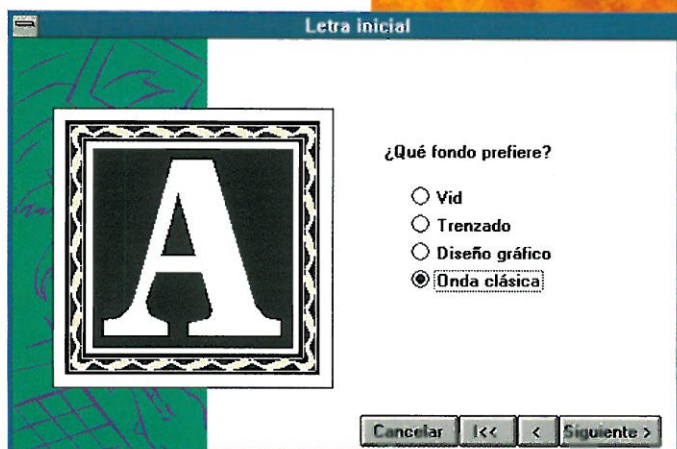 Letra inicial
A
¿Qué fondo prefiere?
Vid
Trenzado
Diseño gráfico
Onda clásica
Cancelar I<< < Siguiente >